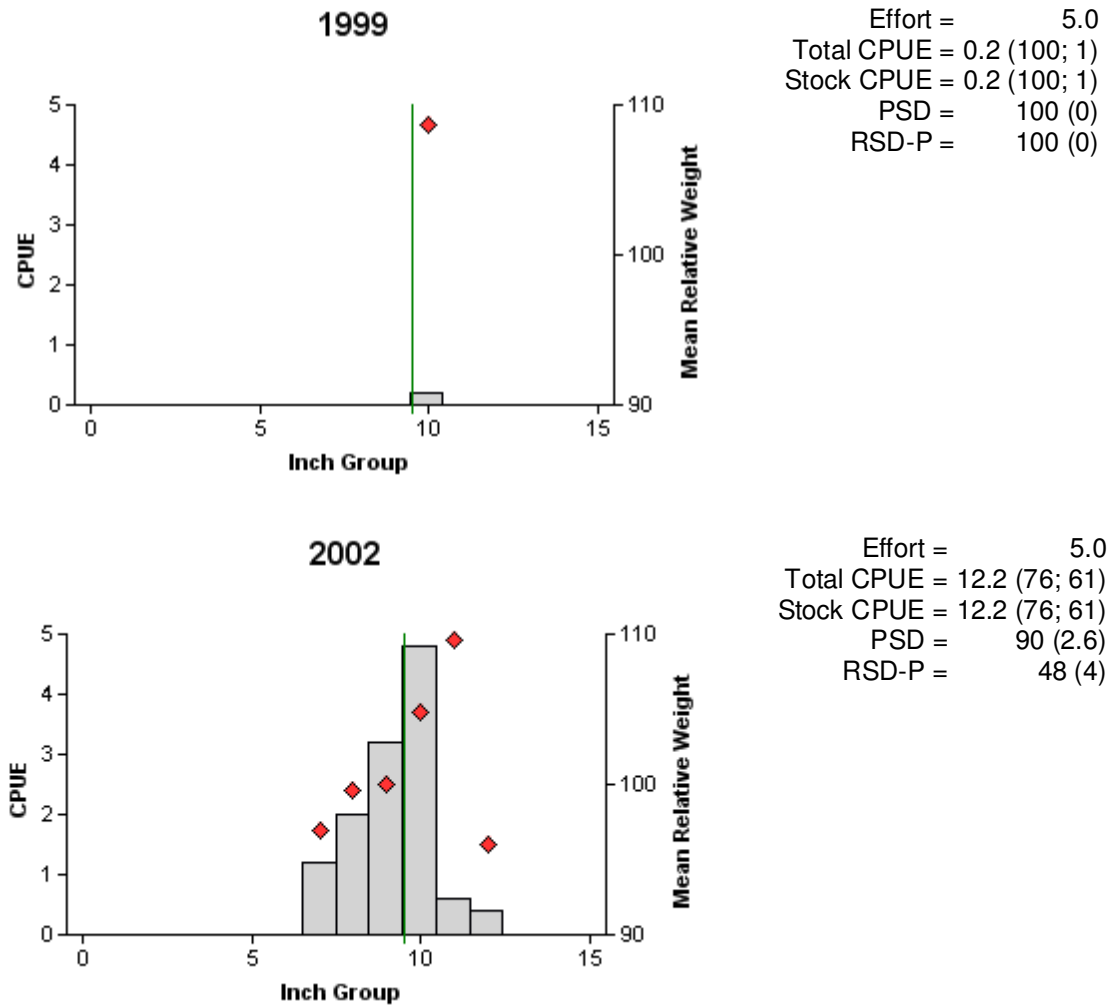 1999
Effort = 5.0
Total CPUE = 0.2 (100; 1)
Stock CPUE = 0.2 (100; 1)
PSD = 100 (0)
RSD-P = 100 (0)
5
4
3
2
1
0
CPUE
110
100
90
Mean Relative Weight
0 5 10 15
Inch Group
2002
Effort = 5.0
Total CPUE = 12.2 (76; 61)
Stock CPUE = 12.2 (76; 61)
PSD = 90 (2.6)
RSD-P = 48 (4)
5
4
3
2
1
0
CPUE
110
100
90
Mean Relative Weight
0 5 10 15
Inch Group